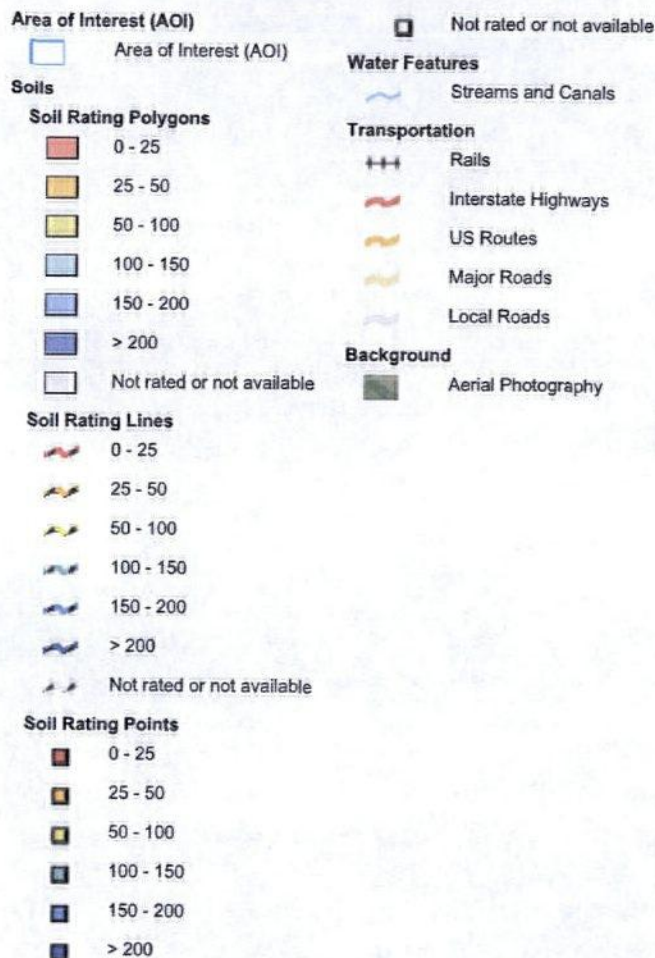 Area of Interest (AOI)
Area of Interest (AOI)
Soils
Soil Rating Polygons
0 - 25
25 - 50
50 - 100
100 - 150
150 - 200
> 200
Not rated or not available
Soil Rating Lines
0 - 25
25 - 50
50 - 100
100 - 150
150 - 200
> 200
Not rated or not available
Soil Rating Points
0 - 25
25 - 50
50 - 100
100 - 150
150 - 200
> 200
Not rated or not available
Water Features
Streams and Canals
Transportation
Rails
Interstate Highways
US Routes
Major Roads
Local Roads
Background
Aerial Photography